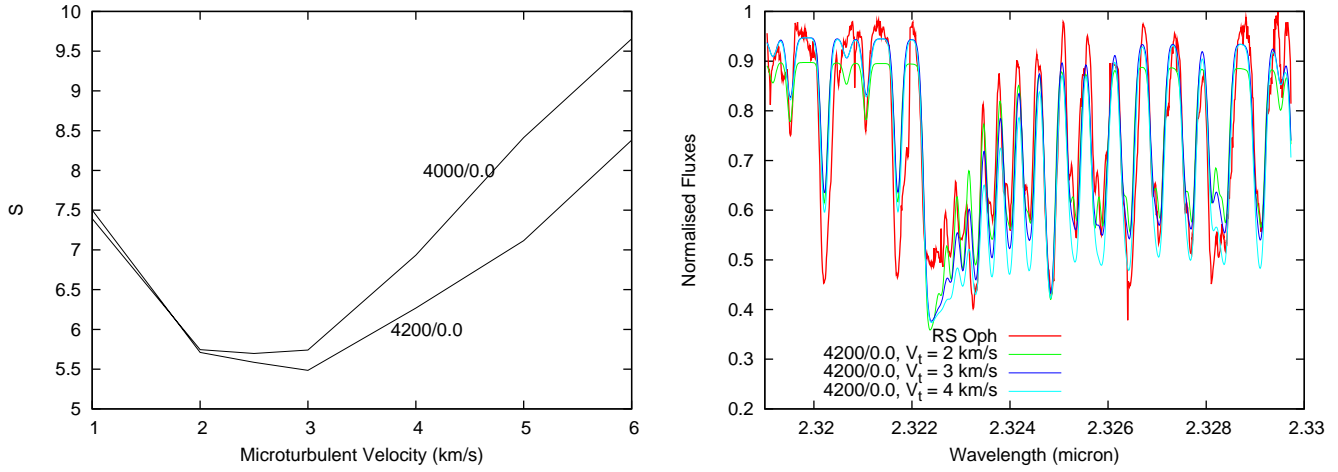 10
9.5
9
8.5
8
7.5
7
6.5
6
5.5
5
S
4000/0.0
4200/0.0
1 2 3 4 5 6
Microturbulent Velocity (km/s)
1
0.9
0.8
0.7
0.6
0.5
0.4
0.3
0.2
Normalised Fluxes
RS Oph
4200/0.0, Vt = 2 km/s
4200/0.0, Vt = 3 km/s
4200/0.0, Vt = 4 km/s
2.32 2.322 2.324 2.326 2.328 2.33
Wavelength (micron)